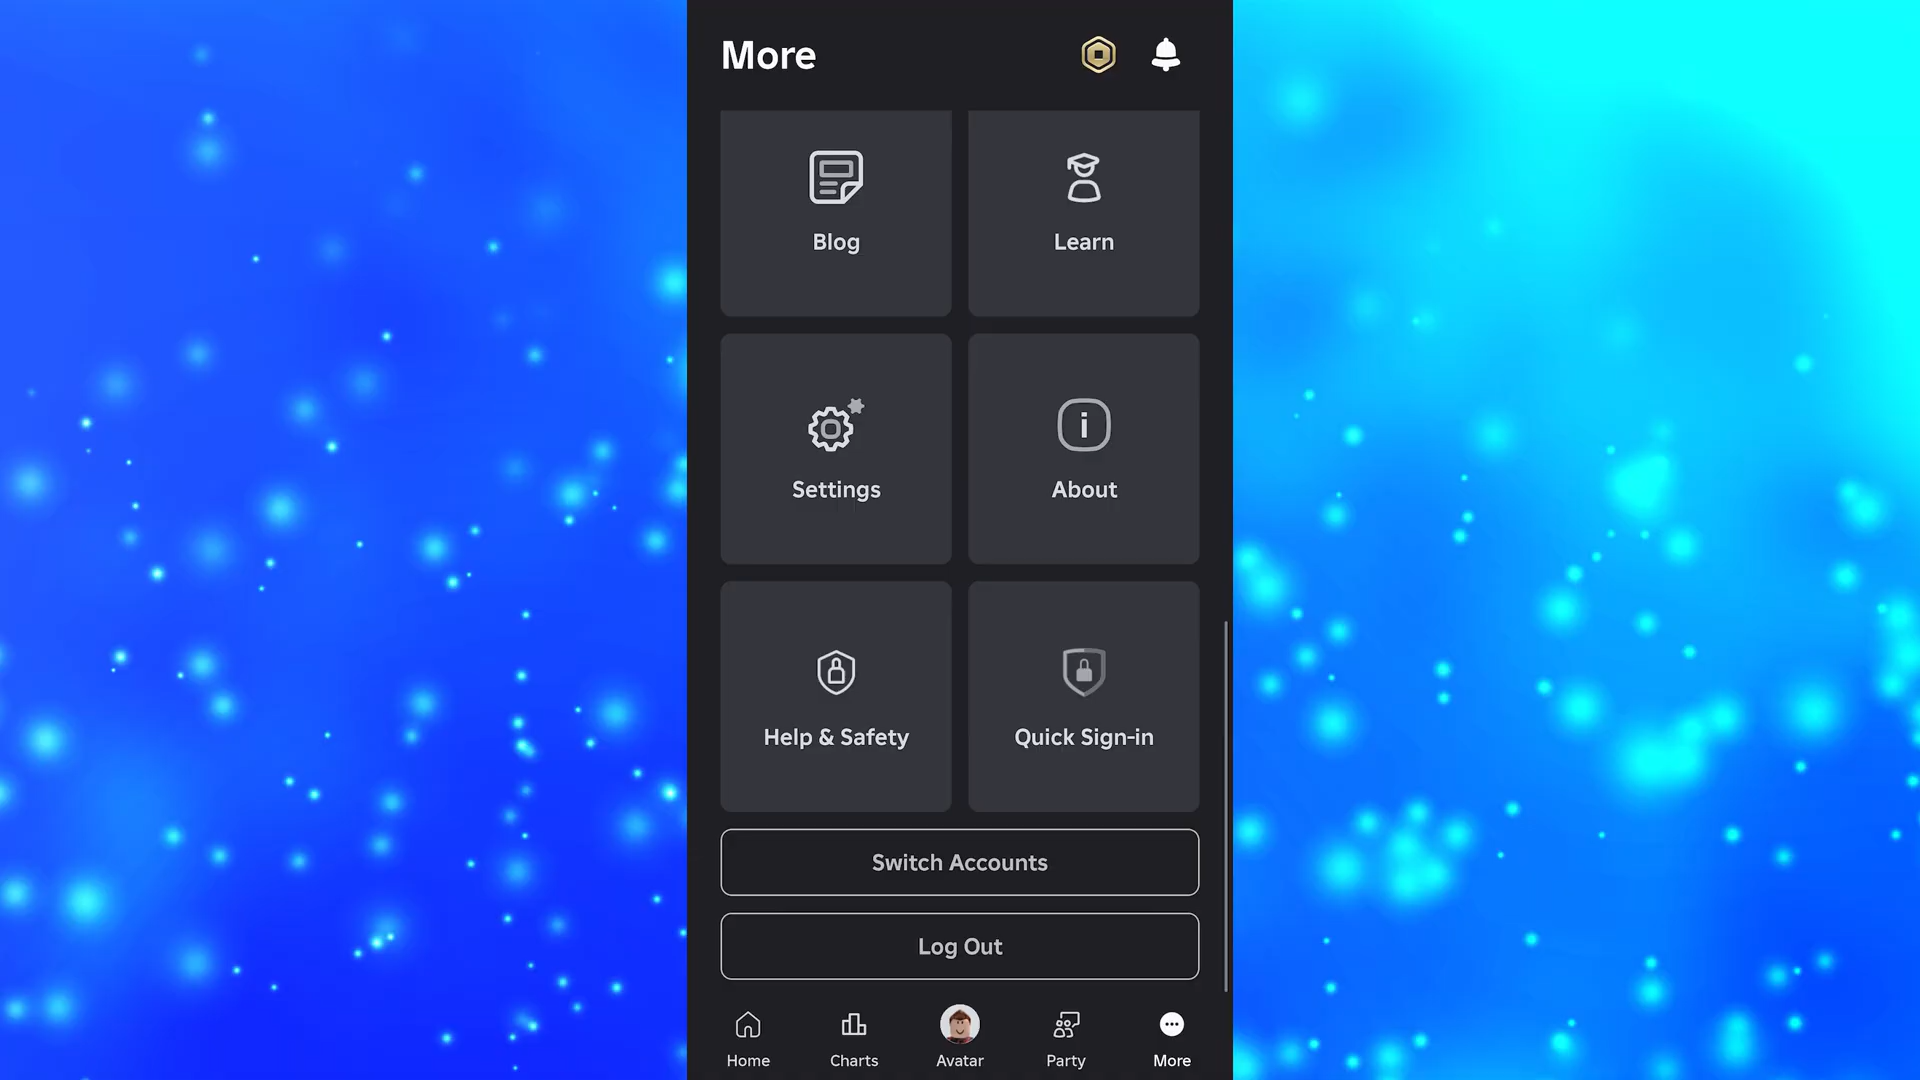 More
Blog
Learn
Settings
About
Help & Safety
Quick Sign-in
Switch Accounts
Log Out
Home
Charts
Avatar
Party
More